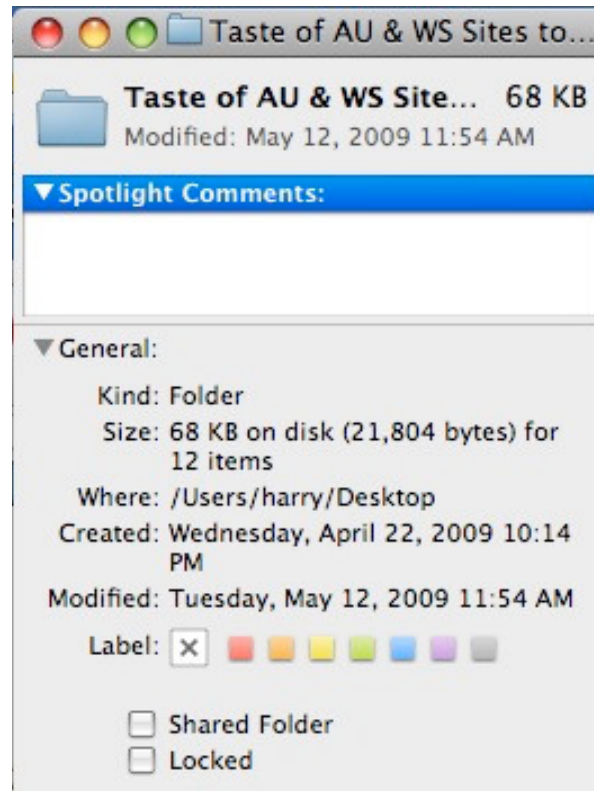 Taste of AU & WS Sites to...
Taste of AU & WS Site... 68 KB
Modified: May 12, 2009 11:54 AM
Spotlight Comments:
General:
Kind: Folder
Size: 68 KB on disk (21,804 bytes) for
12 items
Where: /Users/harry/Desktop
Created: Wednesday, April 22, 2009 10:14
PM
Modified: Tuesday, May 12, 2009 11:54 AM
Label:
Shared Folder
Locked